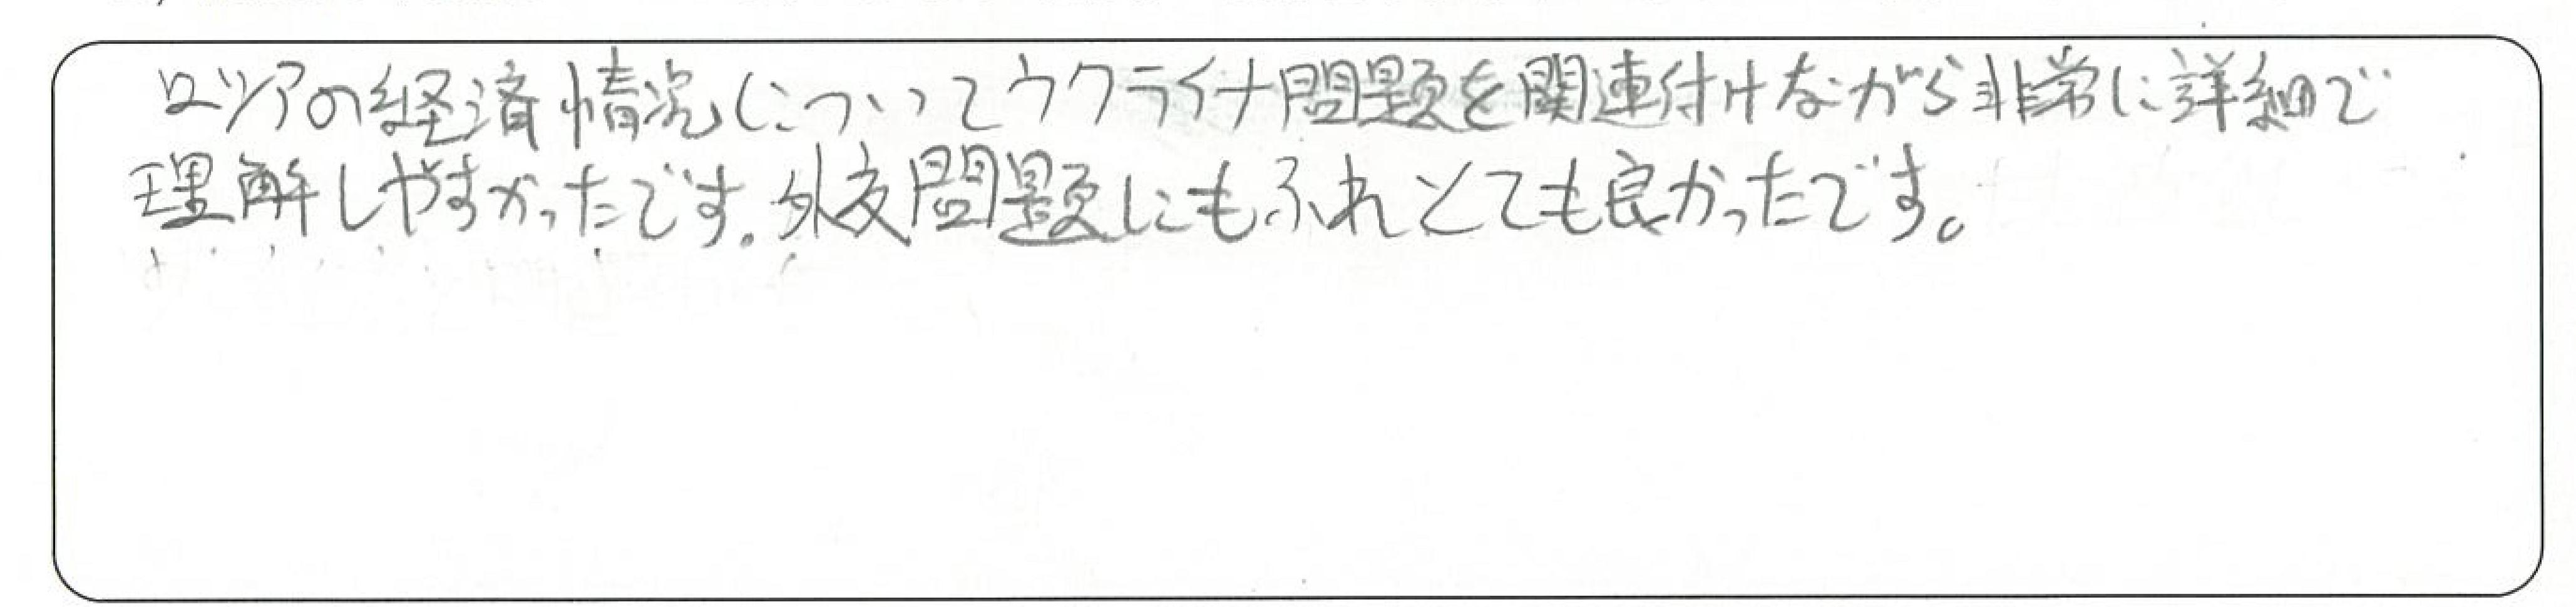 ロシアの経済情況についてウクライナ問題を関連付けながら非常に詳細で
理解しやすかったです。外交問題にもふれとても良かったです。